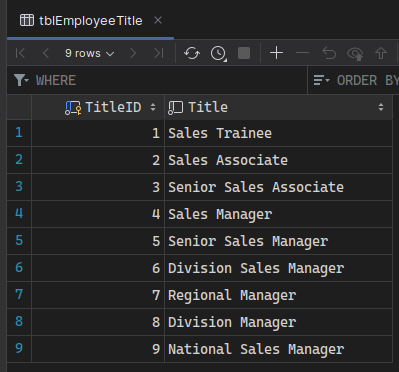 tblEmployeeTitle
9 rows
WHERE
ORDER BY
TitleID Title
1 1 Sales Trainee
2 2 Sales Associate
3 3 Senior Sales Associate
4 4 Sales Manager
5 5 Senior Sales Manager
6 6 Division Sales Manager
7 7 Regional Manager
8 8 Division Manager
9 9 National Sales Manager